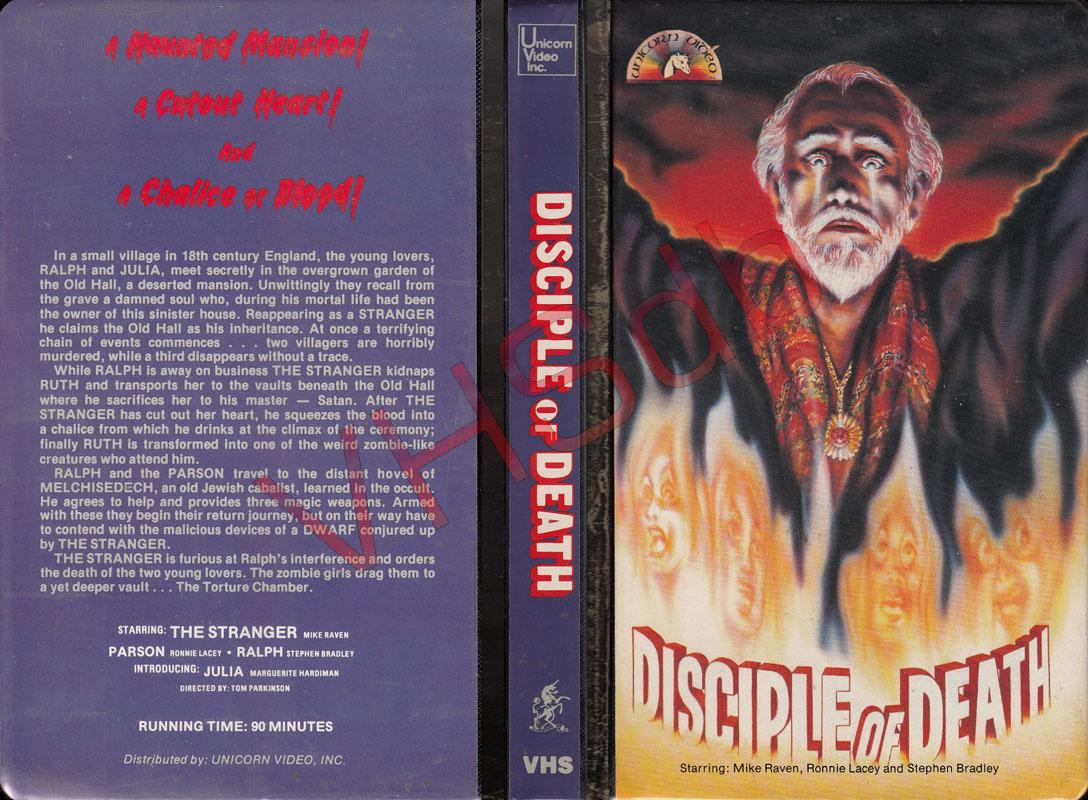 A Haunted Mansion!
A Cutout Heart!
And
A Chalice of Blood!
In a small village in 18th century England, the young lovers,
RALPH and JULIA, meet secretly in the overgrown garden of
the Old Hall, a deserted mansion. Unwittingly they recall from
the grave a damned soul who, during his mortal life had been
the owner of this sinister house. Reappearing as a STRANGER
he claims the Old Hall as his inheritance. At once a terrifying
chain of events commences . . . two villagers are horribly
murdered, while a third disappears without a trace.
While RALPH is away on business THE STRANGER kidnaps
RUTH and transports her to the vaults beneath the Old Hall
where he sacrifices her to his master — Satan. After THE
STRANGER has cut out her heart, he squeezes the blood into
a chalice from which he drinks at the climax of the ceremony;
finally RUTH is transformed into one of the weird zombie-like
creatures who attend him.
RALPH and the PARSON travel to the distant hovel of
MELCHISEDECH, an old Jewish cabalist, learned in the occult.
He agrees to help and provides three magic weapons. Armed
with these they begin their return journey, but on their way have
to contend with the malicious devices of a DWARF conjured up
by THE STRANGER.
THE STRANGER is furious at Ralph's interference and orders
the death of the two young lovers. The zombie girls drag them to
a yet deeper vault . . . The Torture Chamber.
STARRING: THE STRANGER MIKE RAVEN
PARSON RONNIE LACEY • RALPH STEPHEN BRADLEY
INTRODUCING: JULIA MARGUERITE HARDIMAN
DIRECTED BY: TOM PARKINSON
RUNNING TIME: 90 MINUTES
Distributed by: UNICORN VIDEO, INC.
Unicorn
Video
Inc.
DISCIPLE OF DEATH
VHS
UNICORN VIDEO
DISCIPLE OF DEATH
Starring: Mike Raven, Ronnie Lacey and Stephen Bradley
VHSdb